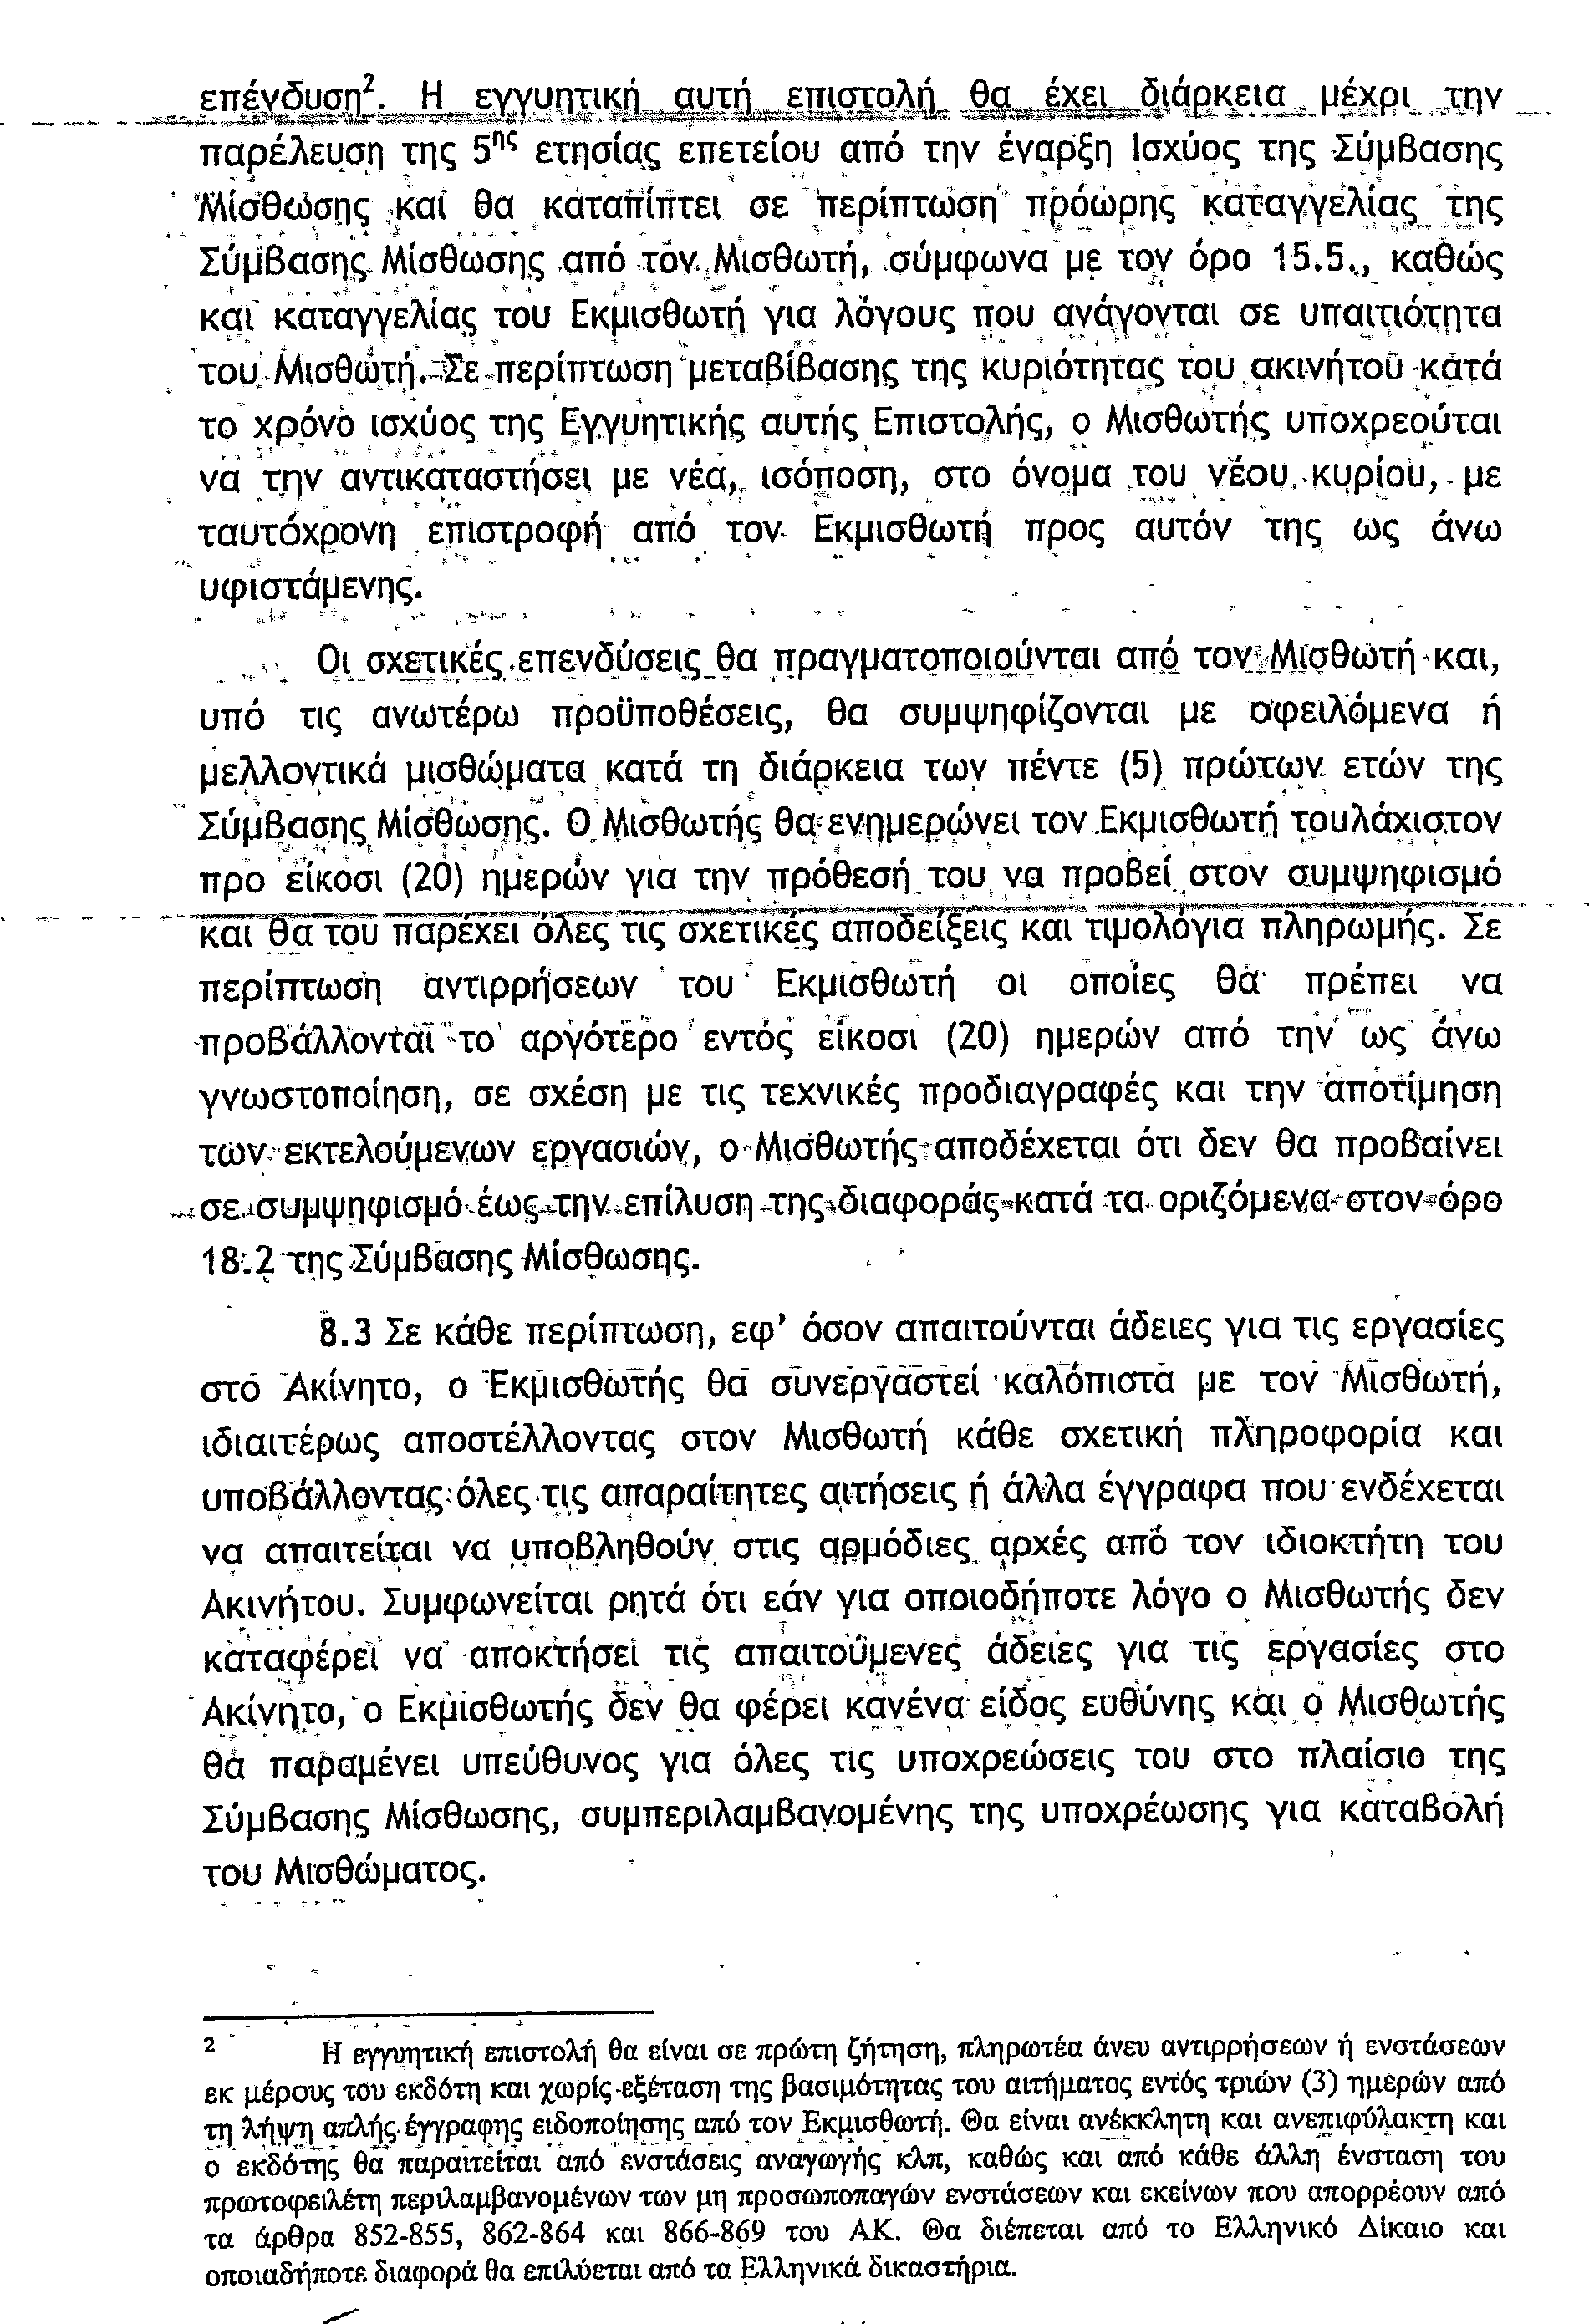 επένδυση². Η εγγυητική αυτή επιστολή θα έχει διάρκεια μέχρι την
παρέλευση της 5ης ετησίας επετείου από την έναρξη Ισχύος της Σύμβασης
Μίσθωσης και θα καταπίπτει σε περίπτωση πρόωρης καταγγελίας της
Σύμβασης Μίσθωσης από τον Μισθωτή, σύμφωνα με τον όρο 15.5., καθώς
και καταγγελίας του Εκμισθωτή για λόγους που ανάγονται σε υπαιτιότητα
του Μισθωτή. Σε περίπτωση μεταβίβασης της κυριότητας του ακινήτου κατά
το χρόνο ισχύος της Εγγυητικής αυτής Επιστολής, ο Μισθωτής υποχρεούται
να την αντικαταστήσει με νέα, ισόποση, στο όνομα του νέου κυρίου, με
ταυτόχρονη επιστροφή από τον Εκμισθωτή προς αυτόν της ως άνω
υφιστάμενης.
Οι σχετικές επενδύσεις θα πραγματοποιούνται από τον Μισθωτή και,
υπό τις ανωτέρω προϋποθέσεις, θα συμψηφίζονται με οφειλόμενα ή
μελλοντικά μισθώματα κατά τη διάρκεια των πέντε (5) πρώτων ετών της
Σύμβασης Μίσθωσης. Ο Μισθωτής θα ενημερώνει τον Εκμισθωτή τουλάχιστον
προ είκοσι (20) ημερών για την πρόθεσή του να προβεί στον συμψηφισμό
και θα του παρέχει όλες τις σχετικές αποδείξεις και τιμολόγια πληρωμής. Σε
περίπτωση αντιρρήσεων του Εκμισθωτή οι οποίες θα πρέπει να
προβάλλονται το αργότερο εντός είκοσι (20) ημερών από την ως άνω
γνωστοποίηση, σε σχέση με τις τεχνικές προδιαγραφές και την αποτίμηση
των εκτελούμενων εργασιών, ο Μισθωτής αποδέχεται ότι δεν θα προβαίνει
σε συμψηφισμό έως την επίλυση της διαφοράς κατά τα οριζόμενα στον όρο
18.2 της Σύμβασης Μίσθωσης.
8.3 Σε κάθε περίπτωση, εφ' όσον απαιτούνται άδειες για τις εργασίες
στο Ακίνητο, ο Εκμισθωτής θα συνεργαστεί καλόπιστα με τον Μισθωτή,
ιδιαιτέρως αποστέλλοντας στον Μισθωτή κάθε σχετική πληροφορία και
υποβάλλοντας όλες τις απαραίτητες αιτήσεις ή άλλα έγγραφα που ενδέχεται
να απαιτείται να υποβληθούν στις αρμόδιες αρχές από τον ιδιοκτήτη του
Ακινήτου. Συμφωνείται ρητά ότι εάν για οποιοδήποτε λόγο ο Μισθωτής δεν
καταφέρει να αποκτήσει τις απαιτούμενες άδειες για τις εργασίες στο
Ακίνητο, ο Εκμισθωτής δεν θα φέρει κανένα είδος ευθύνης και ο Μισθωτής
θα παραμένει υπεύθυνος για όλες τις υποχρεώσεις του στο πλαίσιο της
Σύμβασης Μίσθωσης, συμπεριλαμβανομένης της υποχρέωσης για καταβολή
του Μισθώματος.
2 Η εγγυητική επιστολή θα είναι σε πρώτη ζήτηση, πληρωτέα άνευ αντιρρήσεων ή ενστάσεων
εκ μέρους του εκδότη και χωρίς εξέταση της βασιμότητας του αιτήματος εντός τριών (3) ημερών από
τη λήψη απλής έγγραφης ειδοποίησης από τον Εκμισθωτή. Θα είναι ανέκκλητη και ανεπιφύλακτη και
ο εκδότης θα παραιτείται από ενστάσεις αναγωγής κλπ, καθώς και από κάθε άλλη ένσταση του
πρωτοφειλέτη περιλαμβανομένων των μη προσωποπαγών ενστάσεων και εκείνων που απορρέουν από
τα άρθρα 852-855, 862-864 και 866-869 του ΑΚ. Θα διέπεται από το Ελληνικό Δίκαιο και
οποιαδήποτε διαφορά θα επιλύεται από τα Ελληνικά δικαστήρια.